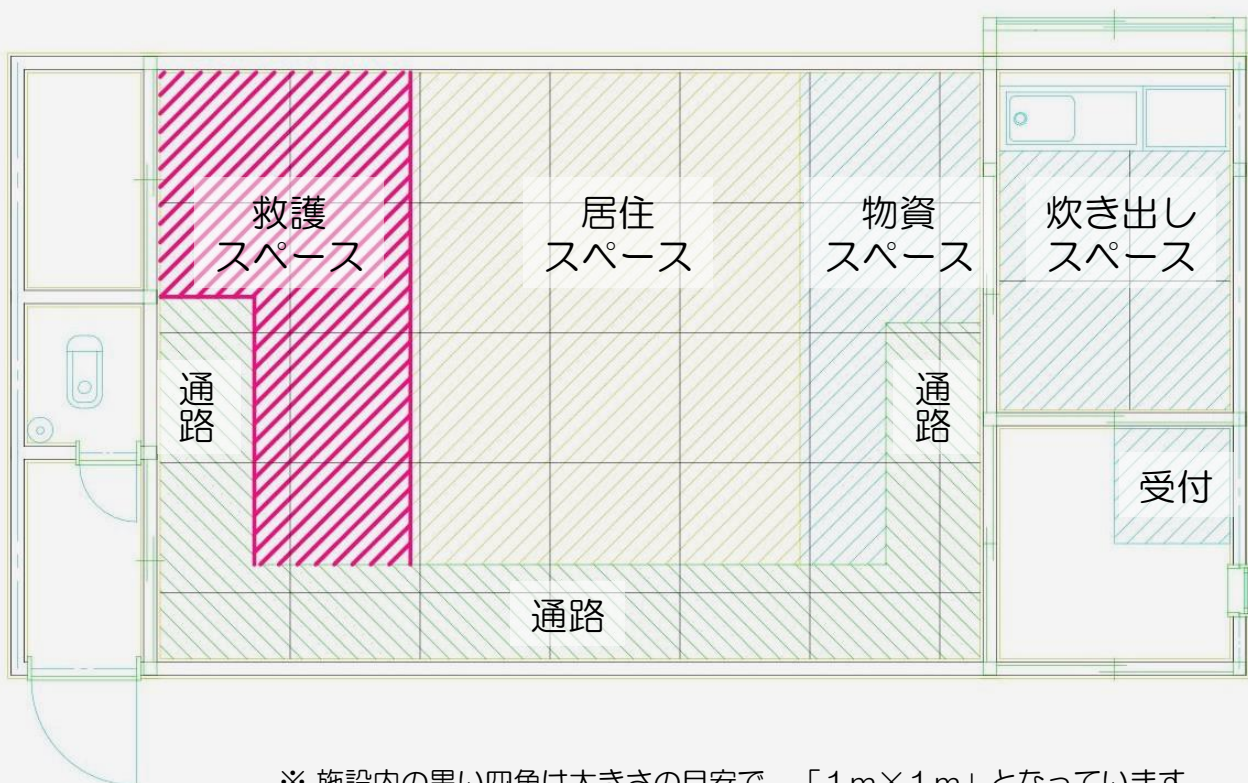 救護
スペース
居住
スペース
物資
スペース
炊き出し
スペース
通路
通路
受付
通路
※ 施設内の黒い四角は大きさの目安で、「1m×1m」となっています